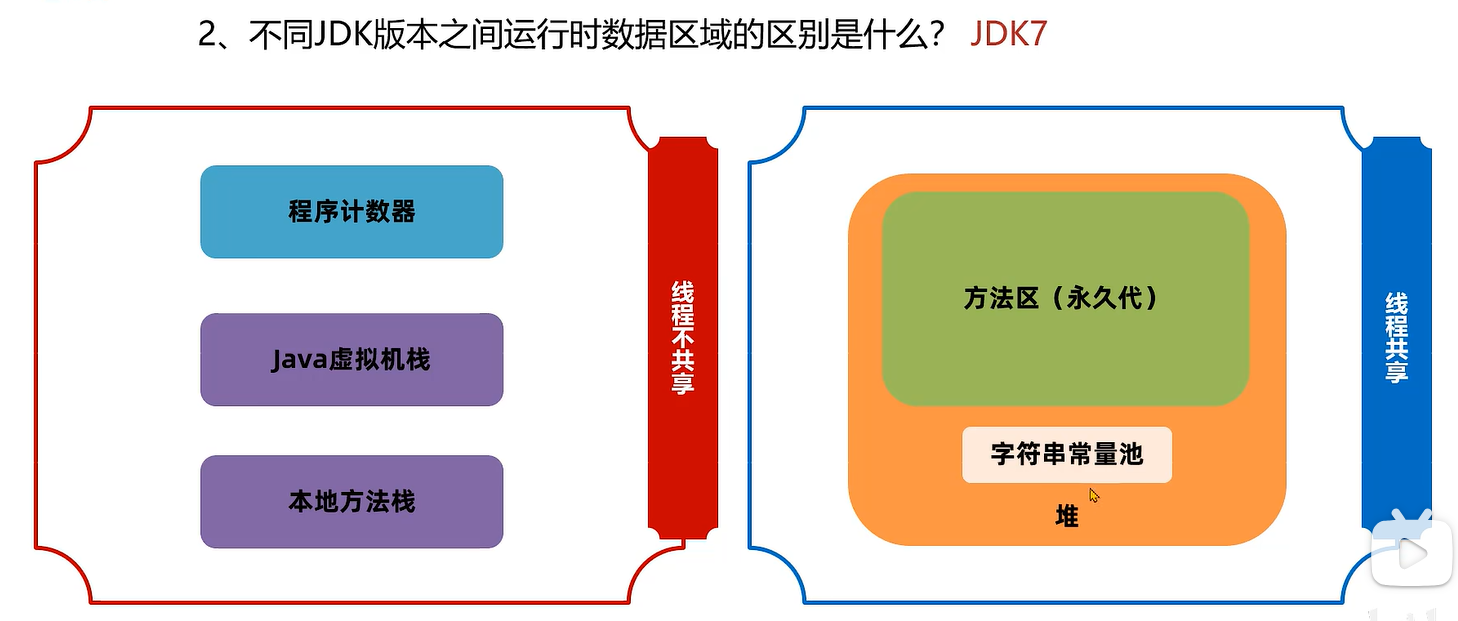 2、不同JDK版本之间运行时数据区域的区别是什么？ JDK7
程序计数器
Java虚拟机栈
本地方法栈
线程不共享
方法区（永久代）
字符串常量池
堆
线程共享